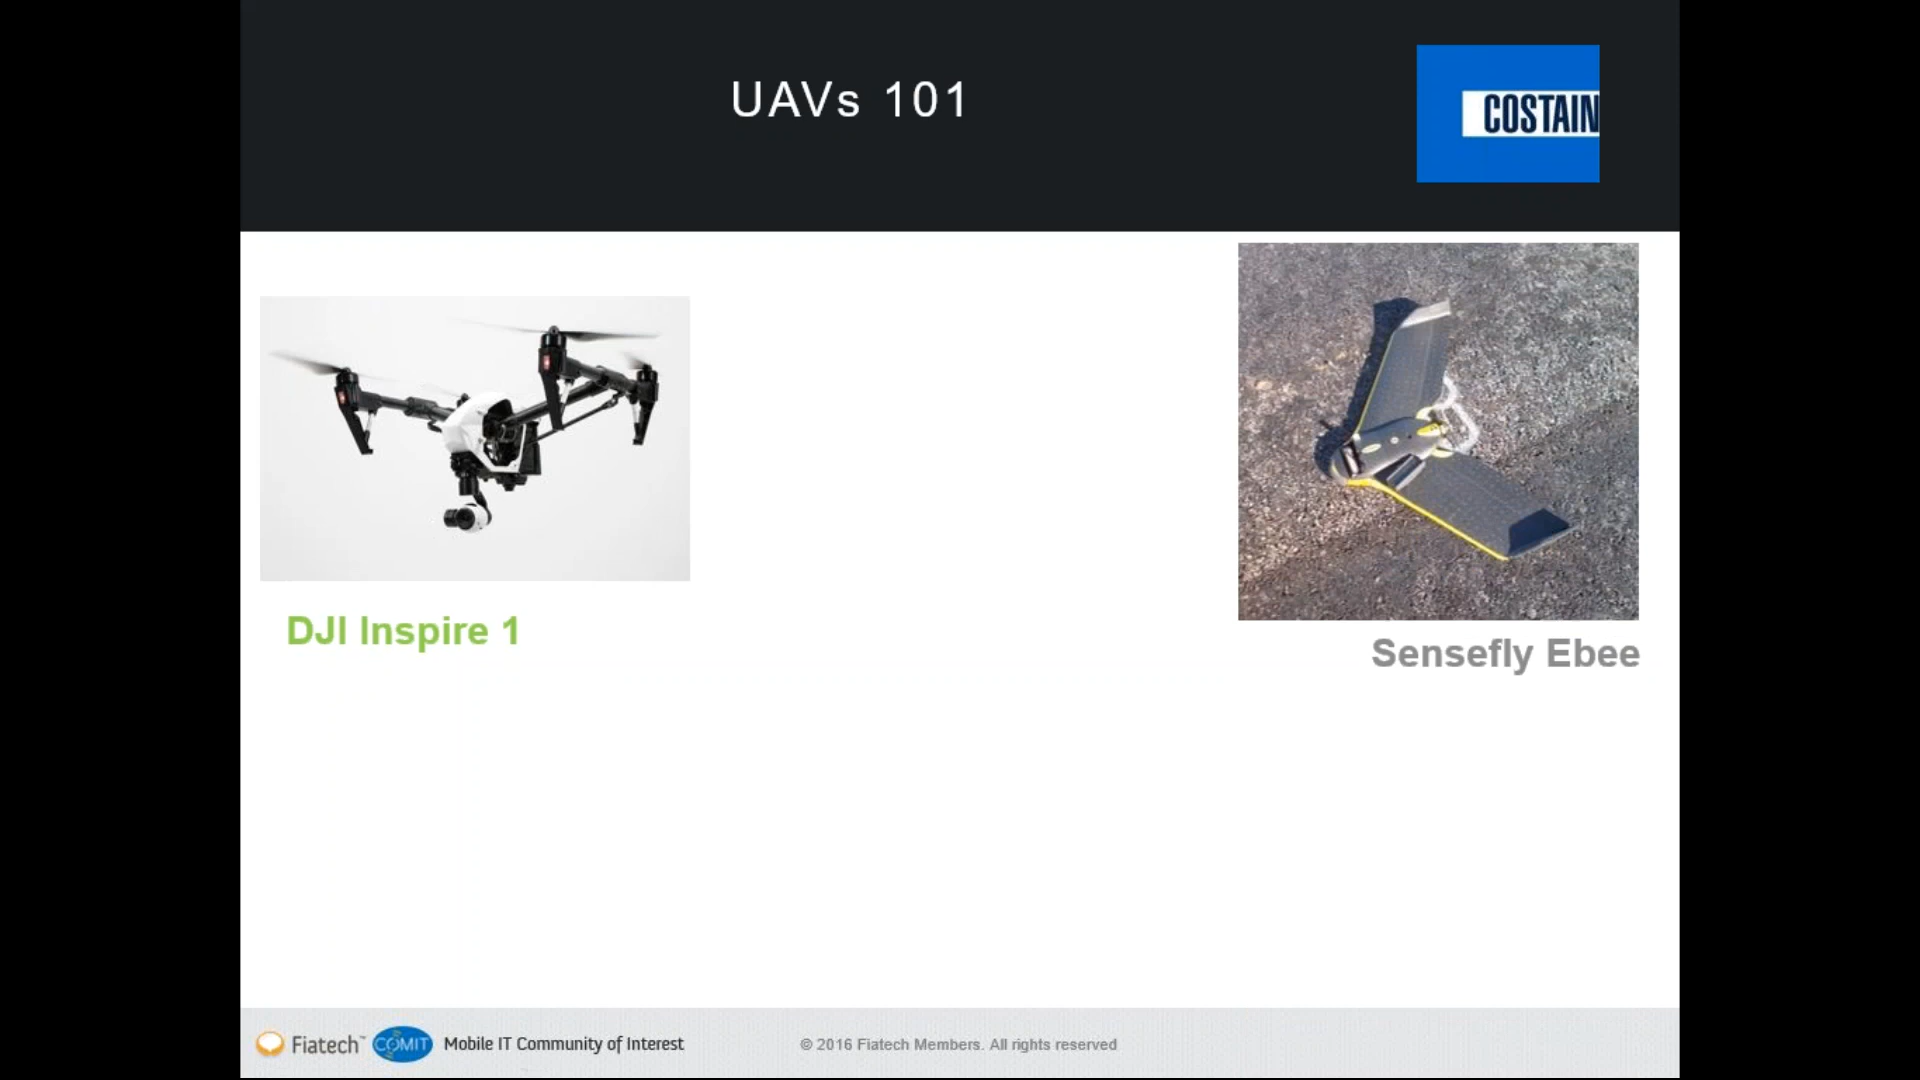 UAVs 101
COSTAIN
DJI Inspire 1
Sensefly Ebee
Fiatech™ COMIT Mobile IT Community of Interest
© 2016 Fiatech Members. All rights reserved